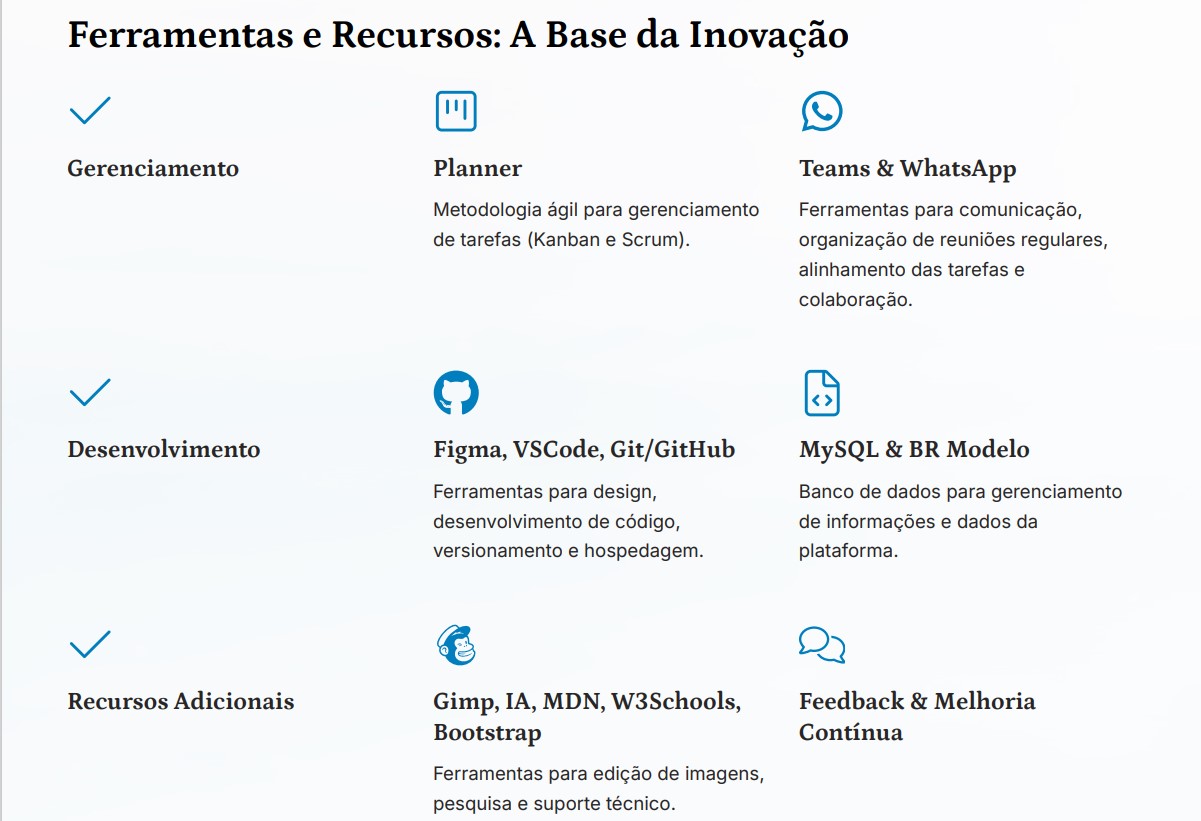 Ferramentas e Recursos: A Base da Inovação
Gerenciamento
Planner
Metodologia ágil para gerenciamento
de tarefas (Kanban e Scrum).
Teams & WhatsApp
Ferramentas para comunicação,
organização de reuniões regulares,
alinhamento das tarefas e
colaboração.
Desenvolvimento
Figma, VSCode, Git/GitHub
Ferramentas para design,
desenvolvimento de código,
versionamento e hospedagem.
MySQL & BR Modelo
Banco de dados para gerenciamento
de informações e dados da
plataforma.
Recursos Adicionais
Gimp, IA, MDN, W3Schools,
Bootstrap
Ferramentas para edição de imagens,
pesquisa e suporte técnico.
Feedback & Melhoria
Contínua